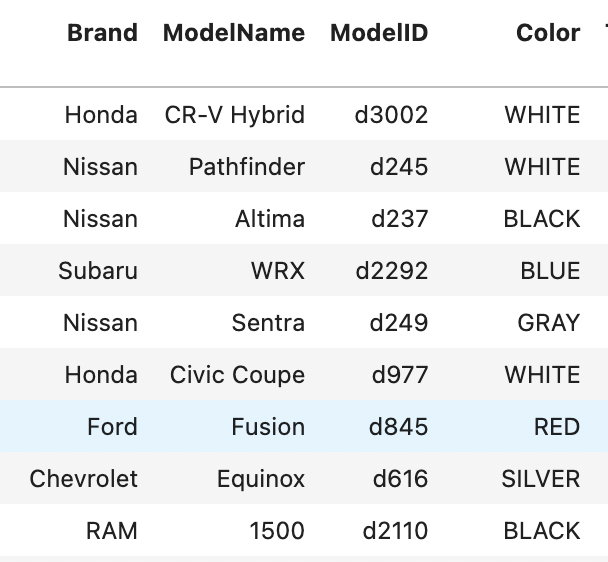 Brand ModelName ModelID Color
Honda CR-V Hybrid d3002 WHITE
Nissan Pathfinder d245 WHITE
Nissan Altima d237 BLACK
Subaru WRX d2292 BLUE
Nissan Sentra d249 GRAY
Honda Civic Coupe d977 WHITE
Ford Fusion d845 RED
Chevrolet Equinox d616 SILVER
RAM 1500 d2110 BLACK